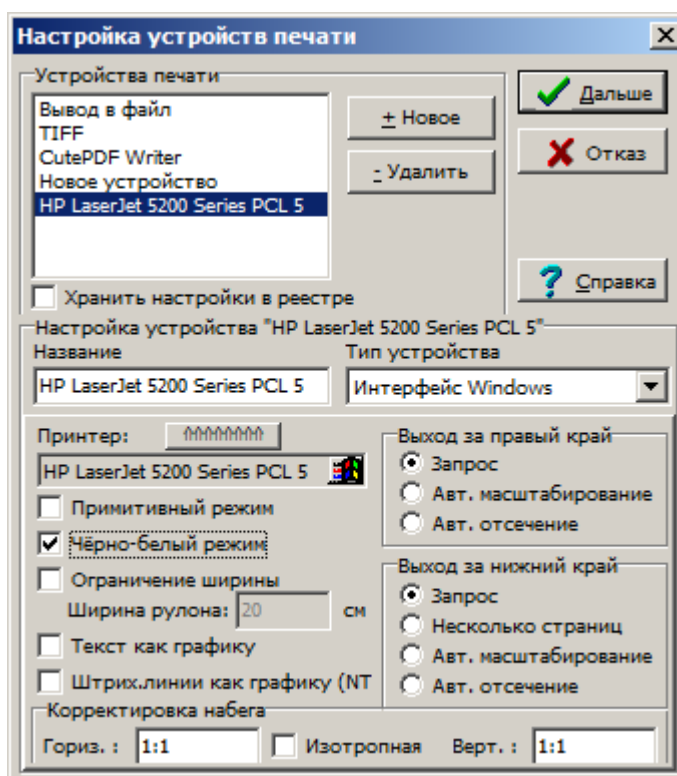 Настройка устройств печати
Устройства печати
Вывод в файл
TIFF
CutePDF Writer
Новое устройство
HP LaserJet 5200 Series PCL 5
+ Новое
- Удалить
Дальше
Отказ
Справка
Хранить настройки в реестре
Настройка устройства "HP LaserJet 5200 Series PCL 5"
Название
Тип устройства
HP LaserJet 5200 Series PCL 5
Интерфейс Windows
Принтер:
HP LaserJet 5200 Series PCL 5
Примитивный режим
Чёрно-белый режим
Ограничение ширины
Ширина рулона: 20 см
Текст как графику
Штрих.линии как графику (NT
Выход за правый край
Запрос
Авт. масштабирование
Авт. отсечение
Выход за нижний край
Запрос
Несколько страниц
Авт. масштабирование
Авт. отсечение
Корректировка набега
Гориз. : 1:1 Изотропная Верт. : 1:1